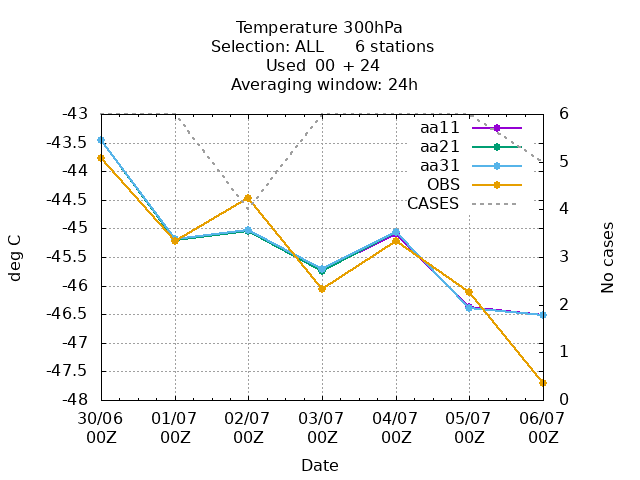 Temperature 300hPa
Selection: ALL 6 stations
Used 00 + 24
Averaging window: 24h
-43
-43.5
-44
-44.5
-45
-45.5
-46
-46.5
-47
-47.5
-48
deg C
aa11
aa21
aa31
OBS
CASES
6
5
4
3
2
1
0
No cases
30/06 01/07 02/07 03/07 04/07 05/07 06/07
00Z 00Z 00Z 00Z 00Z 00Z 00Z
Date